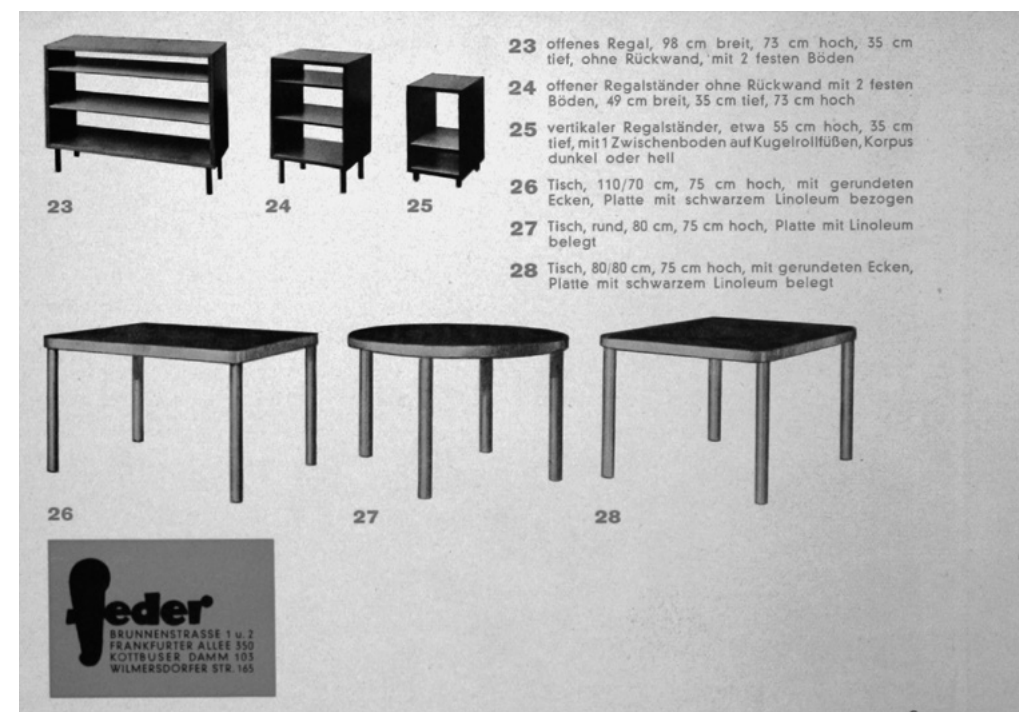 23 offenes Regal, 98 cm breit, 73 cm hoch, 35 cm
tief, ohne Rückwand, mit 2 festen Böden
24 offener Regalständer ohne Rückwand mit 2 festen
Böden, 49 cm breit, 35 cm tief, 73 cm hoch
25 vertikaler Regalständer, etwa 55 cm hoch, 35 cm
tief, mit 1 Zwischenboden auf Kugelrollfüßen, Korpus
dunkel oder hell
26 Tisch, 110/70 cm, 75 cm hoch, mit gerundeten
Ecken, Platte mit schwarzem Linoleum bezogen
27 Tisch, rund, 80 cm, 75 cm hoch, Platte mit Linoleum
belegt
28 Tisch, 80/80 cm, 75 cm hoch, mit gerundeten Ecken,
Platte mit schwarzem Linoleum belegt
23
24
25
26
27
28
feder
BRUNNENSTRASSE 1 u. 2
FRANKFURTER ALLEE 350
KOTTBUSER DAMM 103
WILMERSDORFER STR. 165